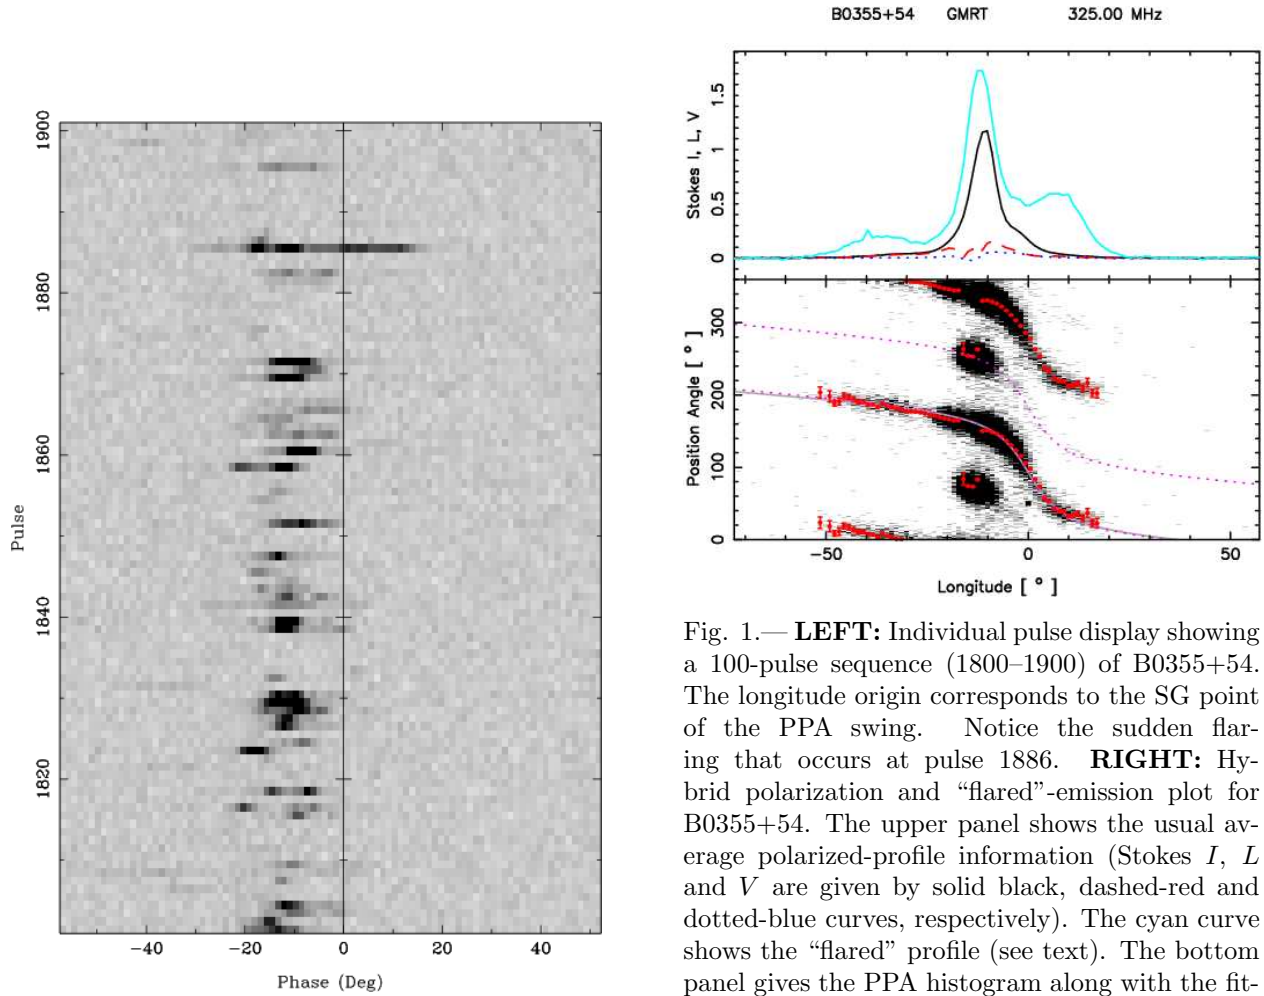 1900
1880
1860
1840
1820
Pulse
−40
−20
0
20
40
Phase (Deg)
B0355+54 GMRT 325.00 MHz
Stokes I, L, V
1.5
1
0.5
0
Position Angle [ ° ]
300
200
100
0
−50
0
50
Longitude [ ° ]
Fig. 1.— LEFT: Individual pulse display showing
a 100-pulse sequence (1800–1900) of B0355+54.
The longitude origin corresponds to the SG point
of the PPA swing. Notice the sudden flar-
ing that occurs at pulse 1886. RIGHT: Hy-
brid polarization and “flared”-emission plot for
B0355+54. The upper panel shows the usual av-
erage polarized-profile information (Stokes I, L
and V are given by solid black, dashed-red and
dotted-blue curves, respectively). The cyan curve
shows the “flared” profile (see text). The bottom
panel gives the PPA histogram along with the fit-